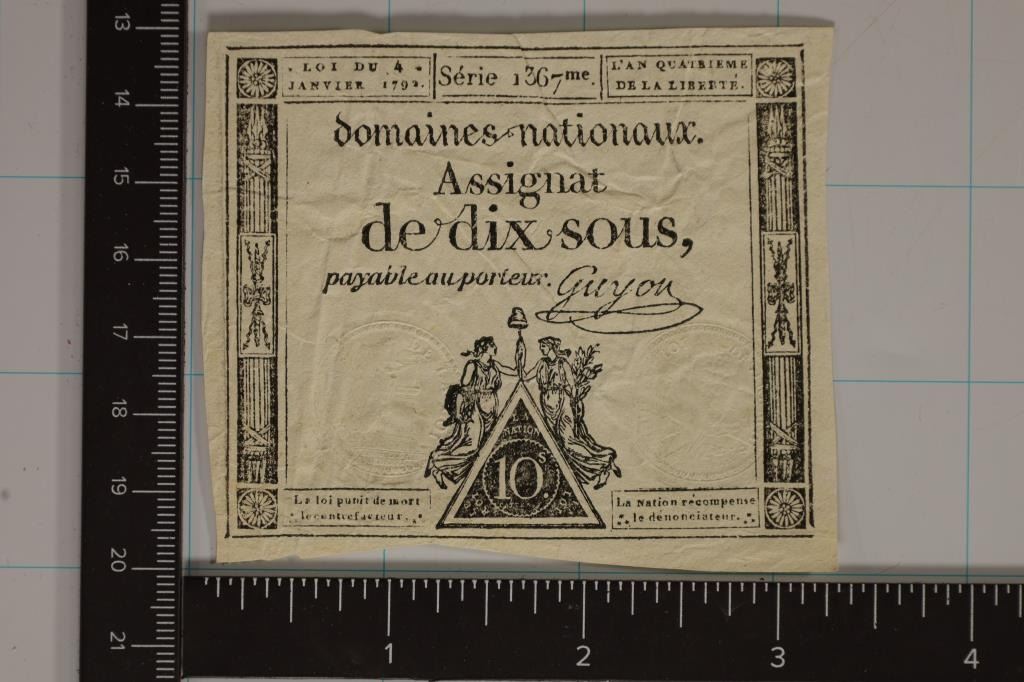 . LOI DU 4 .
JANVIER 1792.
Série 1367me.
L'AN QUATRIEME
DE LA LIBERTÉ.
domaines nationaux.
Assignat
de dix sous,
payable au porteur. Guyon
NATION
10.S
La loi punit de mort
le contrefacteur.
La Nation récompense
le dénonciateur.
13
14
15
16
17
18
19
20
21
1 2 3 4